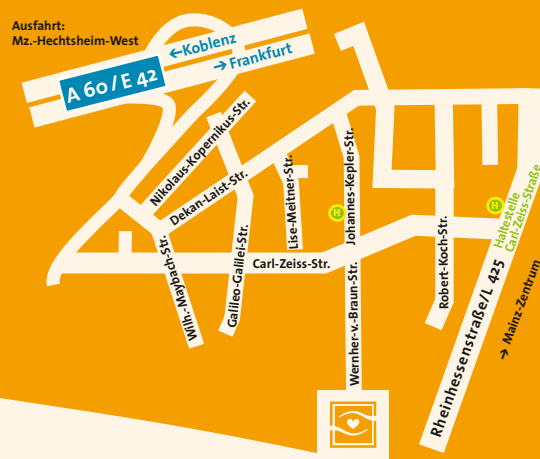 Ausfahrt:
Mz.-Hechtsheim-West
←Koblenz
→Frankfurt
A 60/E 42
Nikolaus-Kopernikus-Str.
Dekan-Laist-Str.
Lise-Meitner-Str.
Johannes-Kepler-Str.
H
H
Haltestelle
Carl-Zeiss-Straße
Wilh.-Maybach-Str.
Galileo-Galilei-Str.
Carl-Zeiss-Str.
Wernher-v.-Braun-Str.
Robert-Koch-Str.
Rheinhessenstraße/L 425
→ Mainz-Zentrum